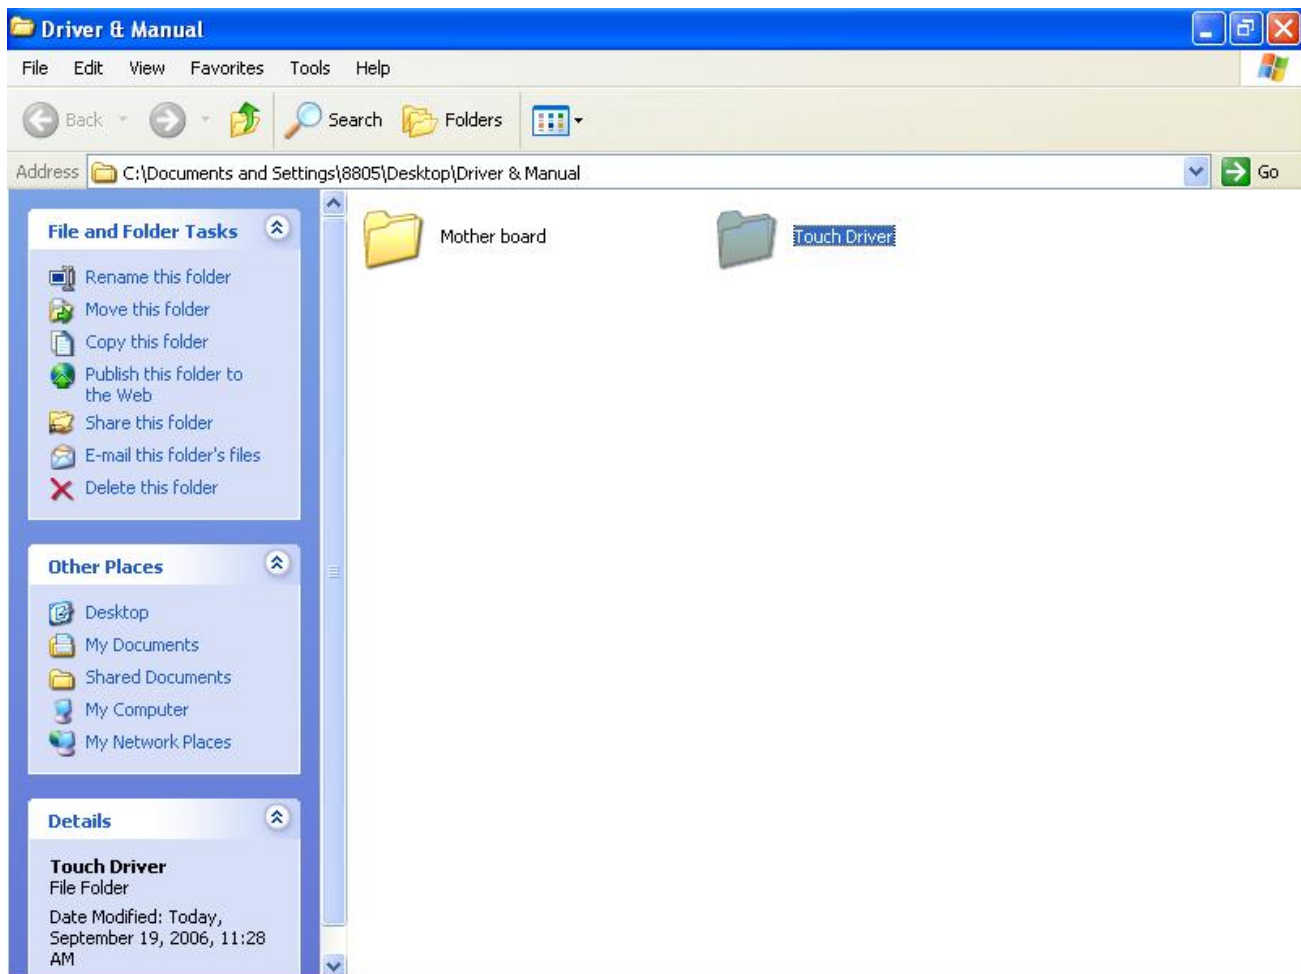 Driver & Manual
File Edit View Favorites Tools Help
Back Search Folders
Address C:\Documents and Settings\8805\Desktop\Driver & Manual Go
File and Folder Tasks
Rename this folder
Move this folder
Copy this folder
Publish this folder to
the Web
Share this folder
E-mail this folder's files
Delete this folder
Other Places
Desktop
My Documents
Shared Documents
My Computer
My Network Places
Details
Touch Driver
File Folder
Date Modified: Today,
September 19, 2006, 11:28
AM
Mother board
Touch Driver